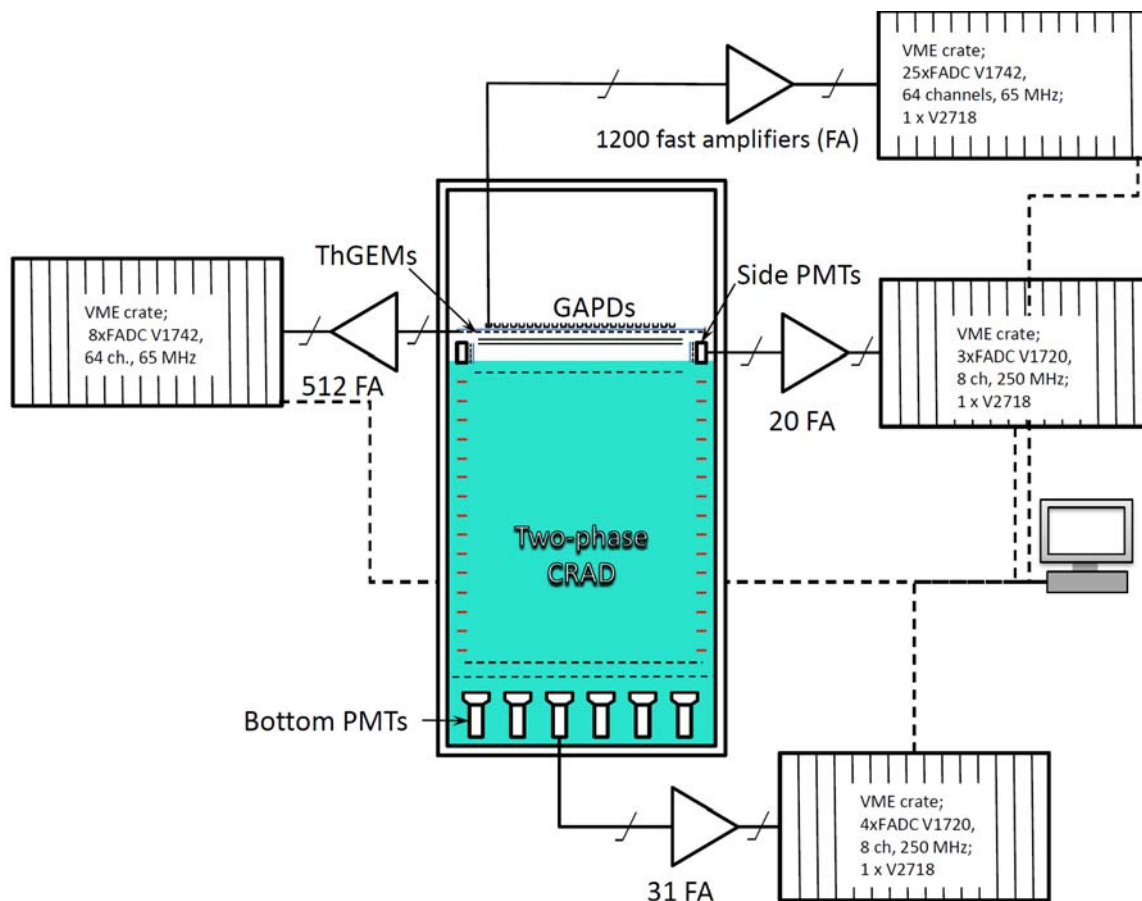 VME crate;
25xFADC V1742,
64 channels, 65 MHz;
1 x V2718
1200 fast amplifiers (FA)
ThGEMs
GAPDs
Side PMTs
VME crate;
8xFADC V1742,
64 ch., 65 MHz
512 FA
VME crate;
3xFADC V1720,
8 ch, 250 MHz;
1 x V2718
20 FA
Two-phase
CRAD
Bottom PMTs
VME crate;
4xFADC V1720,
8 ch, 250 MHz;
1 x V2718
31 FA